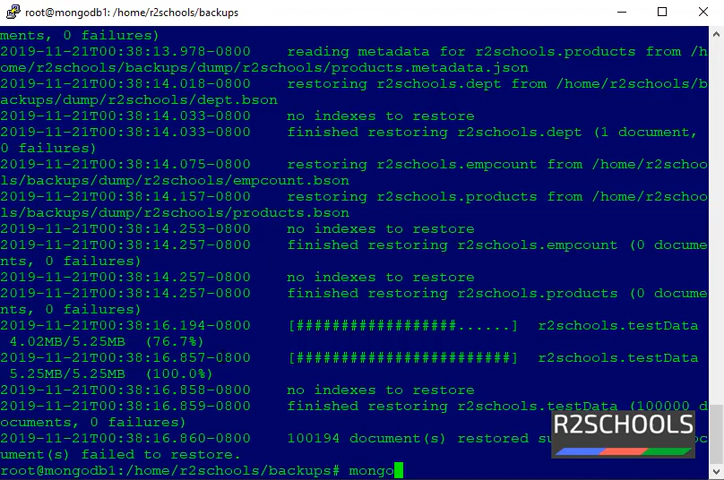 root@mongodb1: /home/r2schools/backups
ments, 0 failures)
2019-11-21T00:38:13.978-0800 reading metadata for r2schools.products from /h
ome/r2schools/backups/dump/r2schools/products.metadata.json
2019-11-21T00:38:14.018-0800 restoring r2schools.dept from /home/r2schools/b
ackups/dump/r2schools/dept.bson
2019-11-21T00:38:14.033-0800 no indexes to restore
2019-11-21T00:38:14.033-0800 finished restoring r2schools.dept (1 document,
0 failures)
2019-11-21T00:38:14.075-0800 restoring r2schools.empcount from /home/r2schoo
ls/backups/dump/r2schools/empcount.bson
2019-11-21T00:38:14.157-0800 restoring r2schools.products from /home/r2schoo
ls/backups/dump/r2schools/products.bson
2019-11-21T00:38:14.253-0800 no indexes to restore
2019-11-21T00:38:14.257-0800 finished restoring r2schools.empcount (0 docume
nts, 0 failures)
2019-11-21T00:38:14.257-0800 no indexes to restore
2019-11-21T00:38:14.257-0800 finished restoring r2schools.products (0 docume
nts, 0 failures)
2019-11-21T00:38:16.194-0800 [##################......] r2schools.testData
4.02MB/5.25MB (76.7%)
2019-11-21T00:38:16.857-0800 [########################] r2schools.testData
5.25MB/5.25MB (100.0%)
2019-11-21T00:38:16.858-0800 no indexes to restore
2019-11-21T00:38:16.859-0800 finished restoring r2schools.testData (100000 d
ocuments, 0 failures)
2019-11-21T00:38:16.860-0800 100194 document(s) restored su
ument(s) failed to restore.
root@mongodb1:/home/r2schools/backups# mongo
R2SCHOOLS